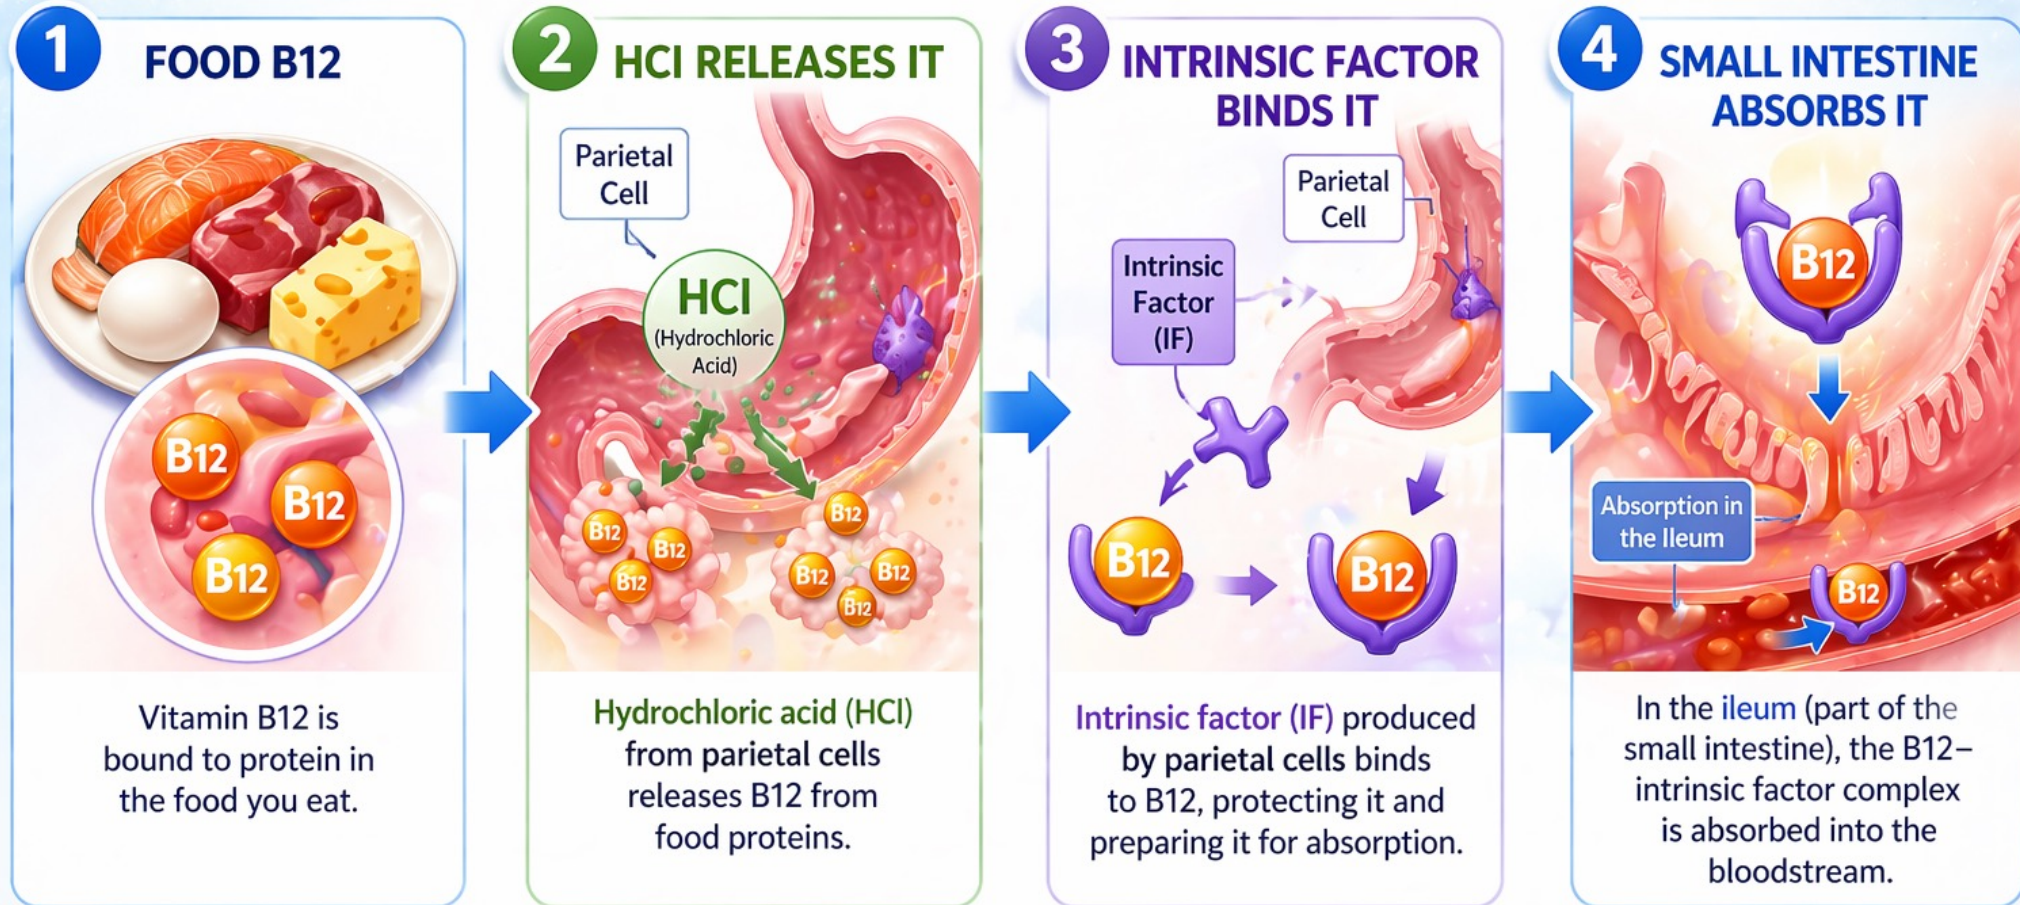 1
FOOD B12
B12
B12
B12
Vitamin B12 is
bound to protein in
the food you eat.
2
HCl RELEASES IT
Parietal
Cell
HCl
(Hydrochloric
Acid)
B12
B12
B12
B12
B12
B12
B12
Hydrochloric acid (HCl)
from parietal cells
releases B12 from
food proteins.
3
INTRINSIC FACTOR
BINDS IT
Parietal
Cell
Intrinsic
Factor
(IF)
B12
B12
Intrinsic factor (IF) produced
by parietal cells binds
to B12, protecting it and
preparing it for absorption.
4
SMALL INTESTINE
ABSORBS IT
B12
Absorption in
the Ileum
B12
In the ileum (part of the
small intestine), the B12–
intrinsic factor complex
is absorbed into the
bloodstream.